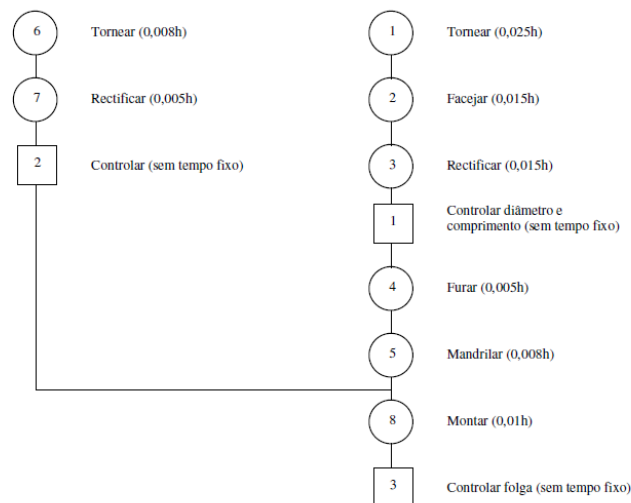 6 Tornear (0,008h) 1 Tornear (0,025h)
7 Rectificar (0,005h) 2 Facejar (0,015h)
2 Controlar (sem tempo fixo) 3 Rectificar (0,015h)
1 Controlar diâmetro e
comprimento (sem tempo fixo)
4 Furar (0,005h)
5 Mandrilar (0,008h)
8 Montar (0,01h)
3 Controlar folga (sem tempo fixo)